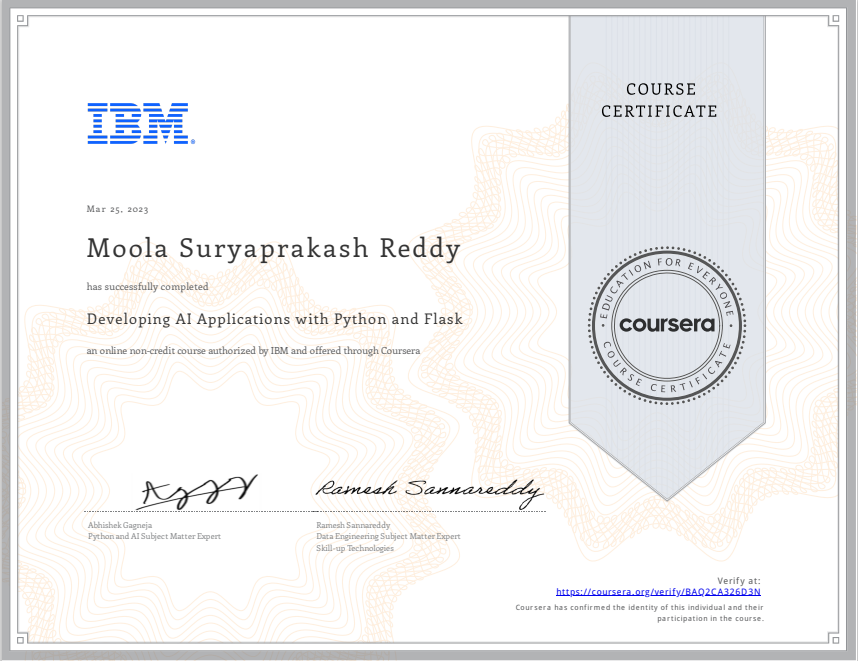 COURSE
CERTIFICATE
IBM®
Mar 25, 2023
Moola Suryaprakash Reddy
has successfully completed
Developing AI Applications with Python and Flask
an online non-credit course authorized by IBM and offered through Coursera
EDUCATION FOR EVERYONE
coursera
COURSE CERTIFICATE
Ramesh Sannareddy
Abhishek Gagneja
Python and AI Subject Matter Expert
Ramesh Sannareddy
Data Engineering Subject Matter Expert
Skill-up Technologies
Verify at:
https://coursera.org/verify/BAQ2CA326D3N
Coursera has confirmed the identity of this individual and their
participation in the course.